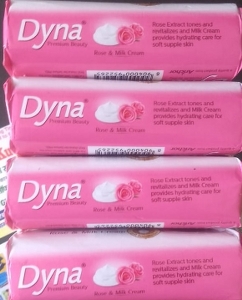 Dyna®
Premium Beauty
Rose & Milk Cream
Rose Extract tones and
revitalizes and Milk Cream
provides hydrating care for
soft supple skin
Dyna®
Premium Beauty
Rose & Milk Cream
Rose Extract tones and
revitalizes and Milk Cream
provides hydrating care for
soft supple skin
Dyna®
Premium Beauty
Rose & Milk Cream
Rose Extract tones and
revitalizes and Milk Cream
provides hydrating care for
soft supple skin
Dyna®
Premium Beauty
Rose & Milk Cream
Rose Extract tones and
revitalizes and Milk Cream
provides hydrating care for
soft supple skin